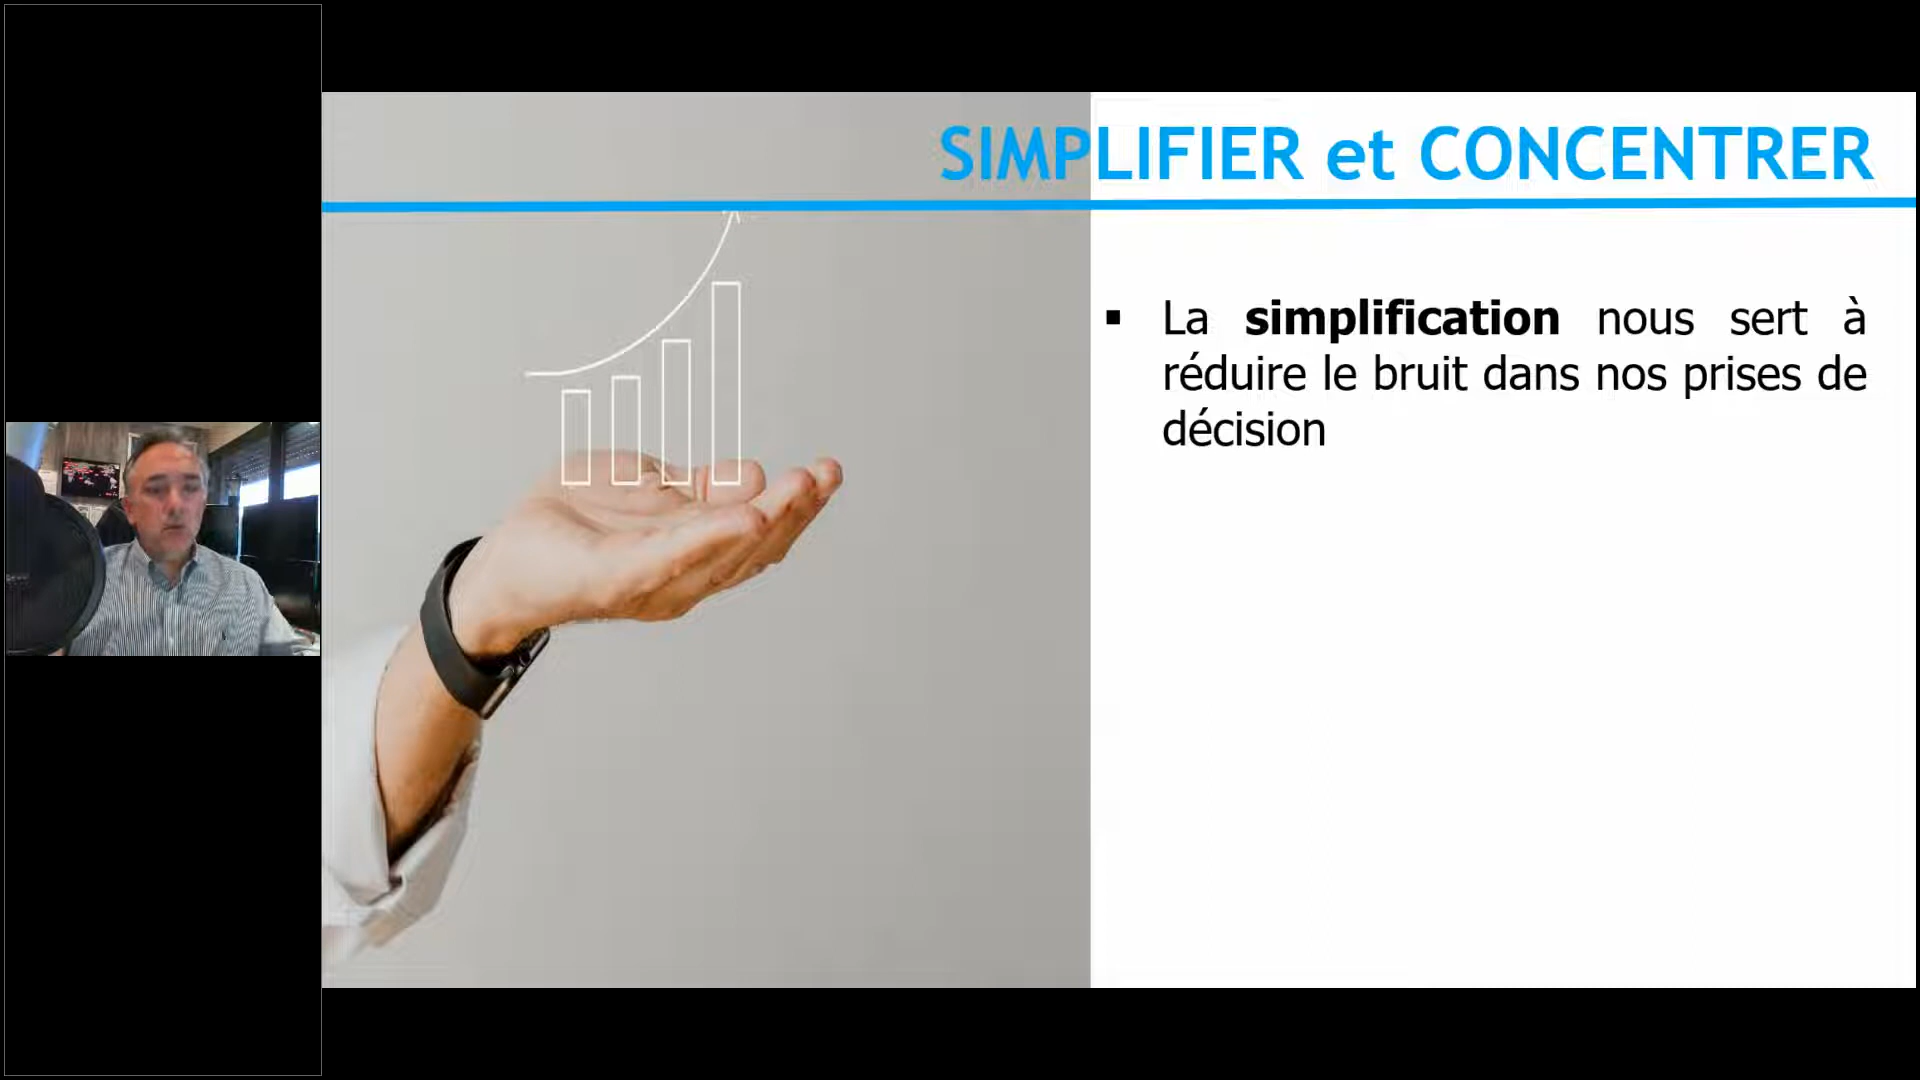 SIMPLIFIER et CONCENTRER
▪ La simplification nous sert à
réduire le bruit dans nos prises de
décision